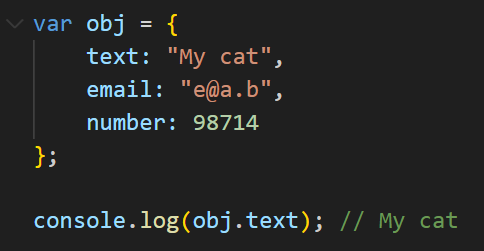 var obj = {
    text: "My cat",
    email: "e@a.b",
    number: 98714
};

console.log(obj.text); // My cat